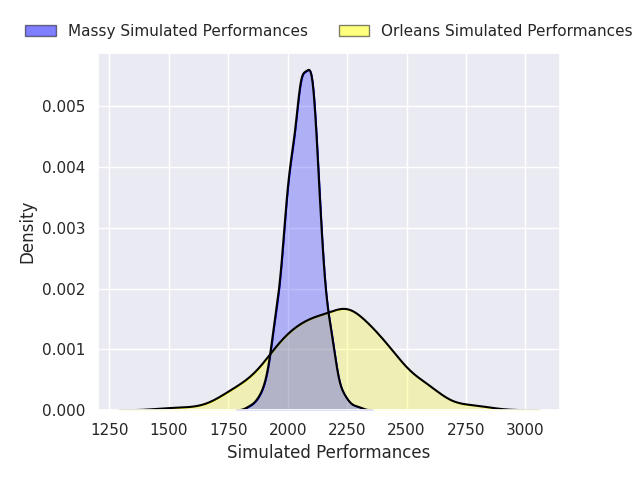 Massy Simulated Performances Orleans Simulated Performances
0.005
0.004
0.003
0.002
0.001
0.000
Density
1250 1500 1750 2000 2250 2500 2750 3000
Simulated Performances